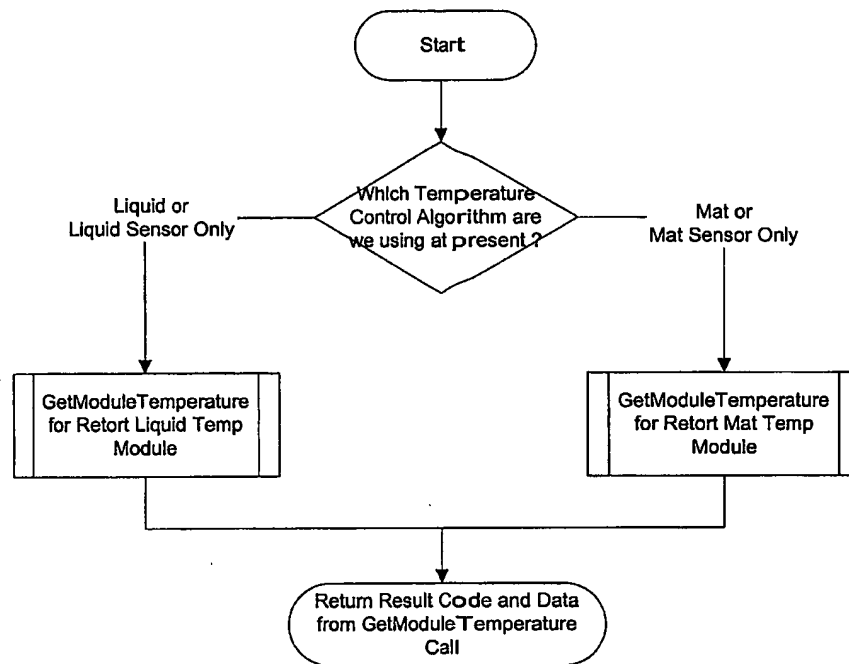 Start
Which Temperature
Control Algorithm are
we using at present ?
Liquid or
Liquid Sensor Only
Mat or
Mat Sensor Only
GetModuleTemperature
for Retort Liquid Temp
Module
GetModuleTemperature
for Retort Mat Temp
Module
Return Result Code and Data
from GetModuleTemperature
Call